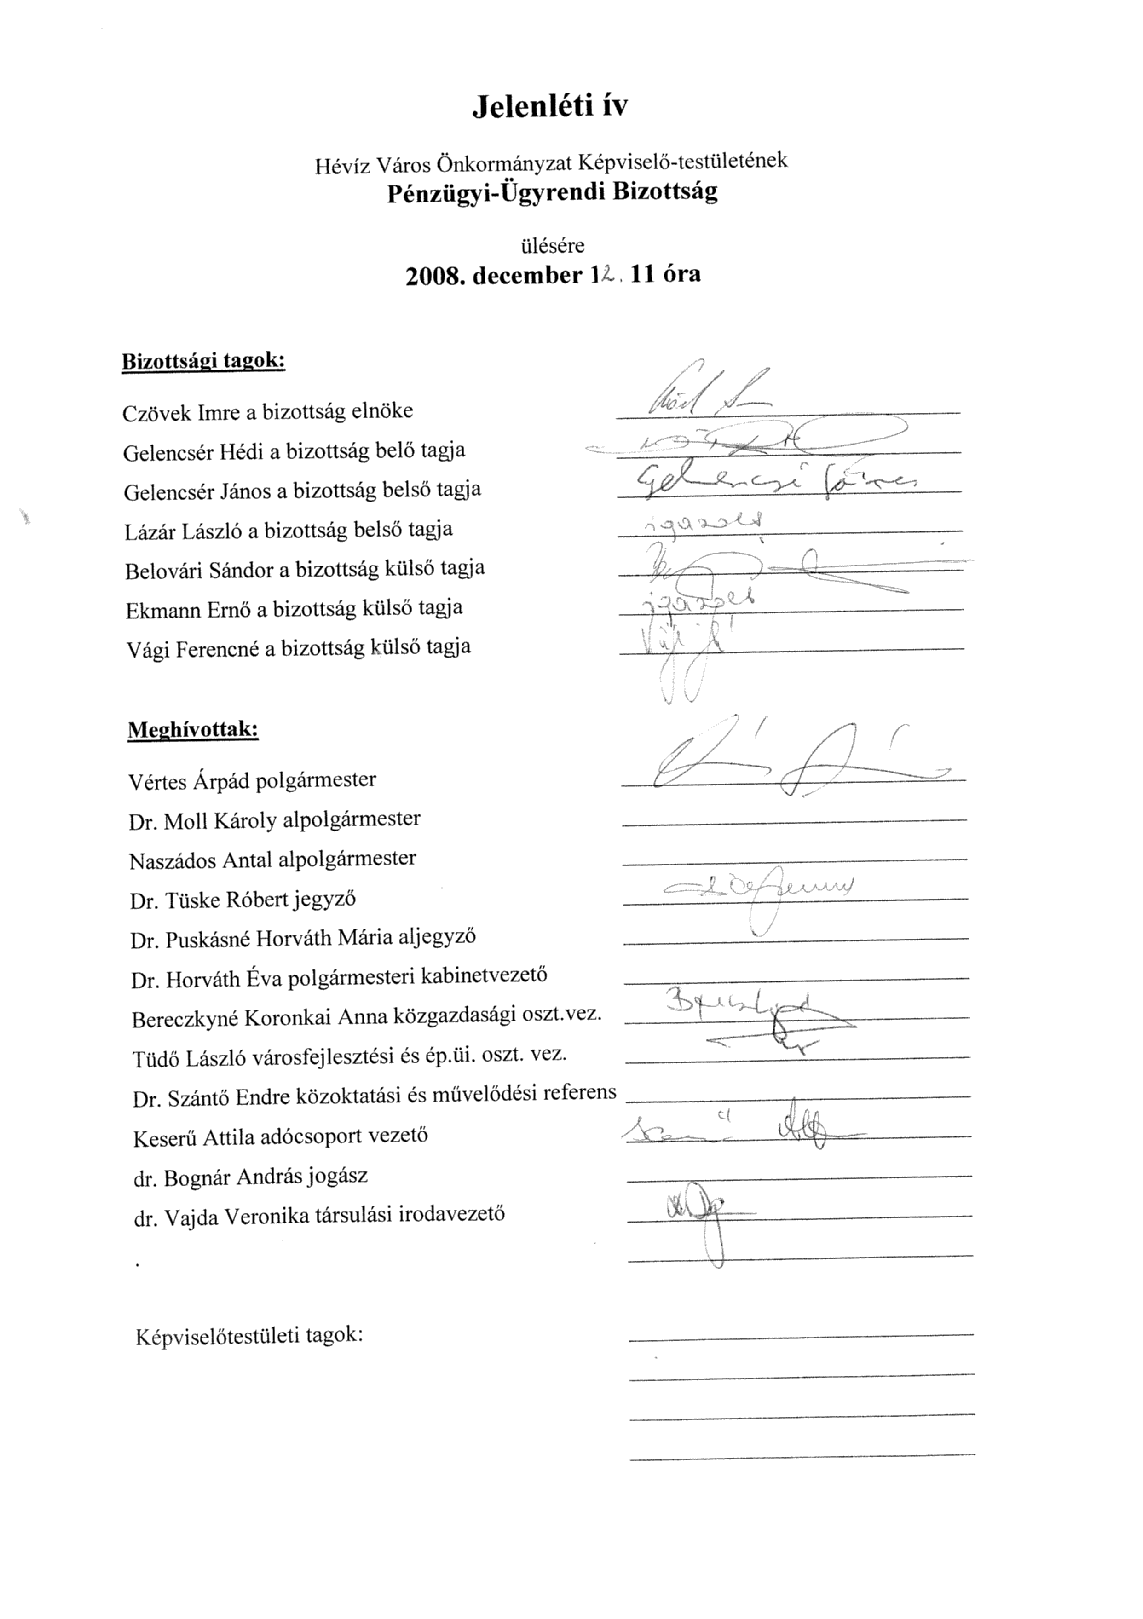 Jelenléti ív
Hévíz Város Önkormányzat Képviselő-testületének
Pénzügyi-Ügyrendi Bizottság
ülésére
2008. december 12. 11 óra
Bizottsági tagok:
Czövek Imre a bizottság elnöke
Gelencsér Hédi a bizottság belő tagja
Gelencsér János a bizottság belső tagja Gelencsé János
Lázár László a bizottság belső tagja igazolt
Belovári Sándor a bizottság külső tagja
Ekmann Ernő a bizottság külső tagja igazolt
Vági Ferencné a bizottság külső tagja
Meghívottak:
Vértes Árpád polgármester
Dr. Moll Károly alpolgármester
Naszádos Antal alpolgármester
Dr. Tüske Róbert jegyző
Dr. Puskásné Horváth Mária aljegyző
Dr. Horváth Éva polgármesteri kabinetvezető
Bereczkyné Koronkai Anna közgazdasági oszt.vez.
Tüdő László városfejlesztési és ép.üi. oszt. vez.
Dr. Szántő Endre közoktatási és művelődési referens
Keserű Attila adócsoport vezető
dr. Bognár András jogász
dr. Vajda Veronika társulási irodavezető
.
Képviselőtestületi tagok: